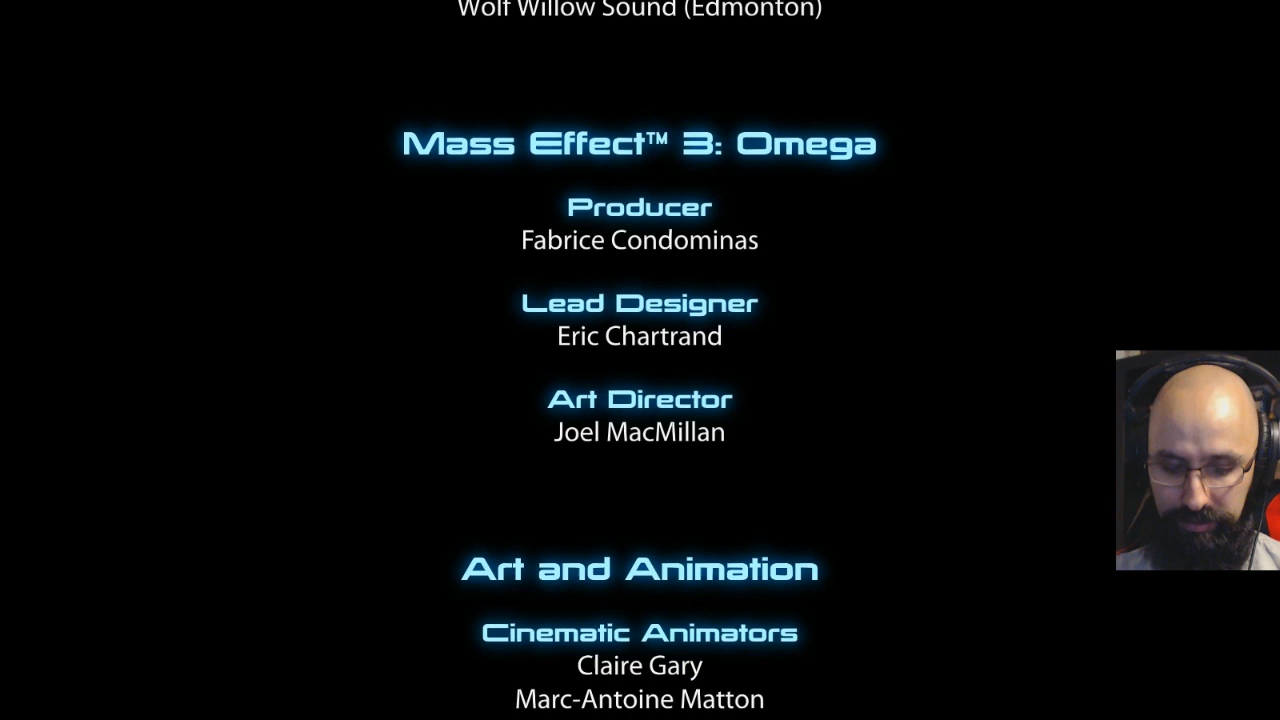 Wolf Willow Sound (Edmonton)
Mass Effect™ 3: Omega
Producer
Fabrice Condominas
Lead Designer
Eric Chartrand
Art Director
Joel MacMillan
Art and Animation
Cinematic Animators
Claire Gary
Marc-Antoine Matton